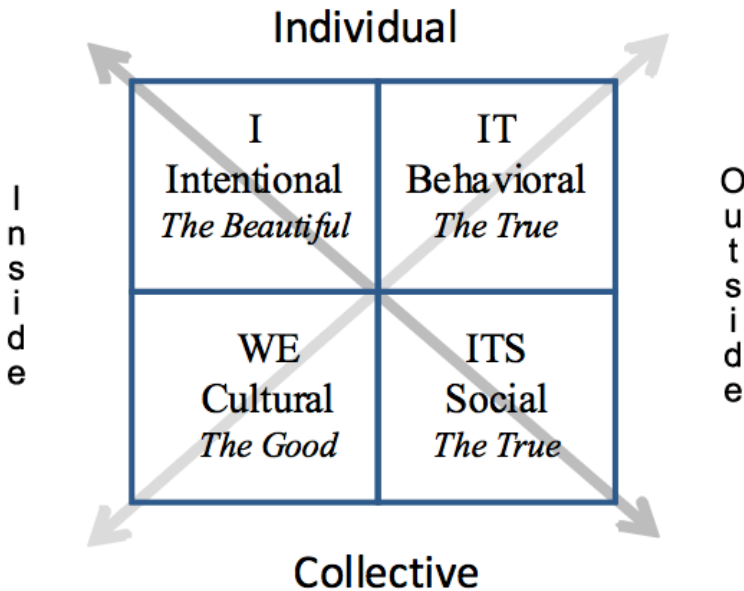 Individual
Inside
I
Intentional
The Beautiful
IT
Behavioral
The True
Outside
WE
Cultural
The Good
ITS
Social
The True
Collective